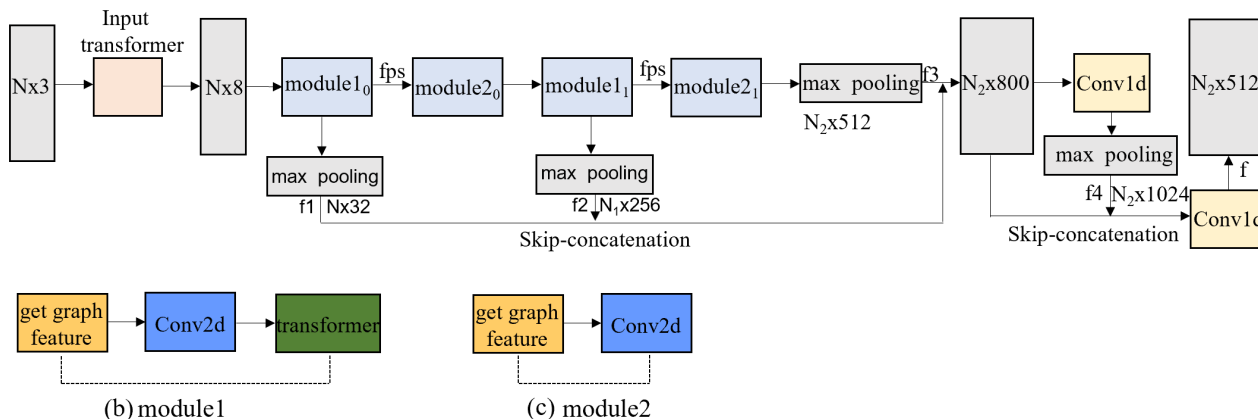 Input
transformer
Nx3
Nx8
module1₀
fps
module2₀
module1₁
fps
module2₁
max pooling
f3
N₂x512
N₂x800
Conv1d
N₂x512
max pooling
max pooling
max pooling
f1 Nx32
f2 N₁x256
f4 N₂x1024
f
Conv1d
Skip-concatenation
Skip-concatenation
get graph
feature
Conv2d
transformer
get graph
feature
Conv2d
(b) module1
(c) module2